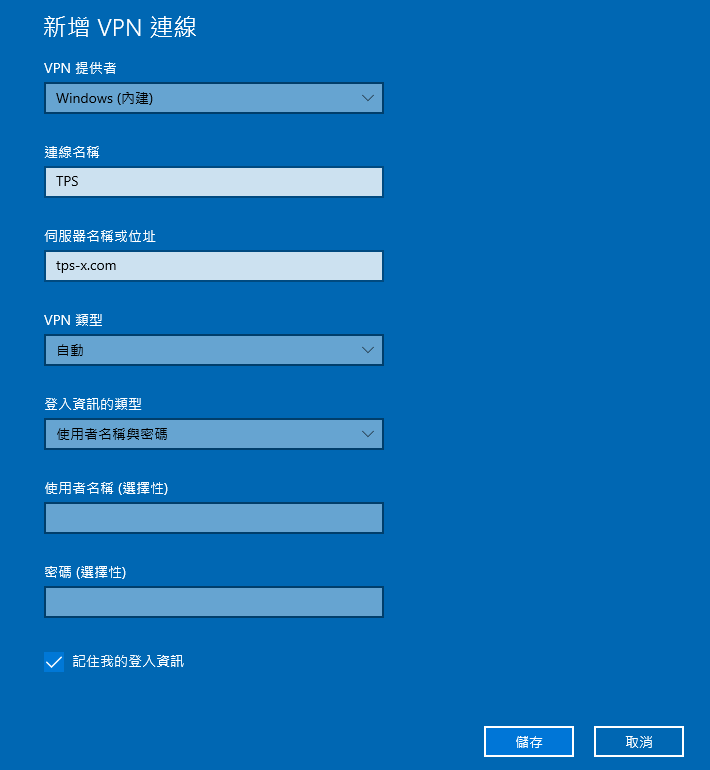 新增 VPN 連線
VPN 提供者
Windows (內建)
連線名稱
TPS
伺服器名稱或位址
tps-x.com
VPN 類型
自動
登入資訊的類型
使用者名稱與密碼
使用者名稱 (選擇性)
密碼 (選擇性)
記住我的登入資訊
儲存
取消